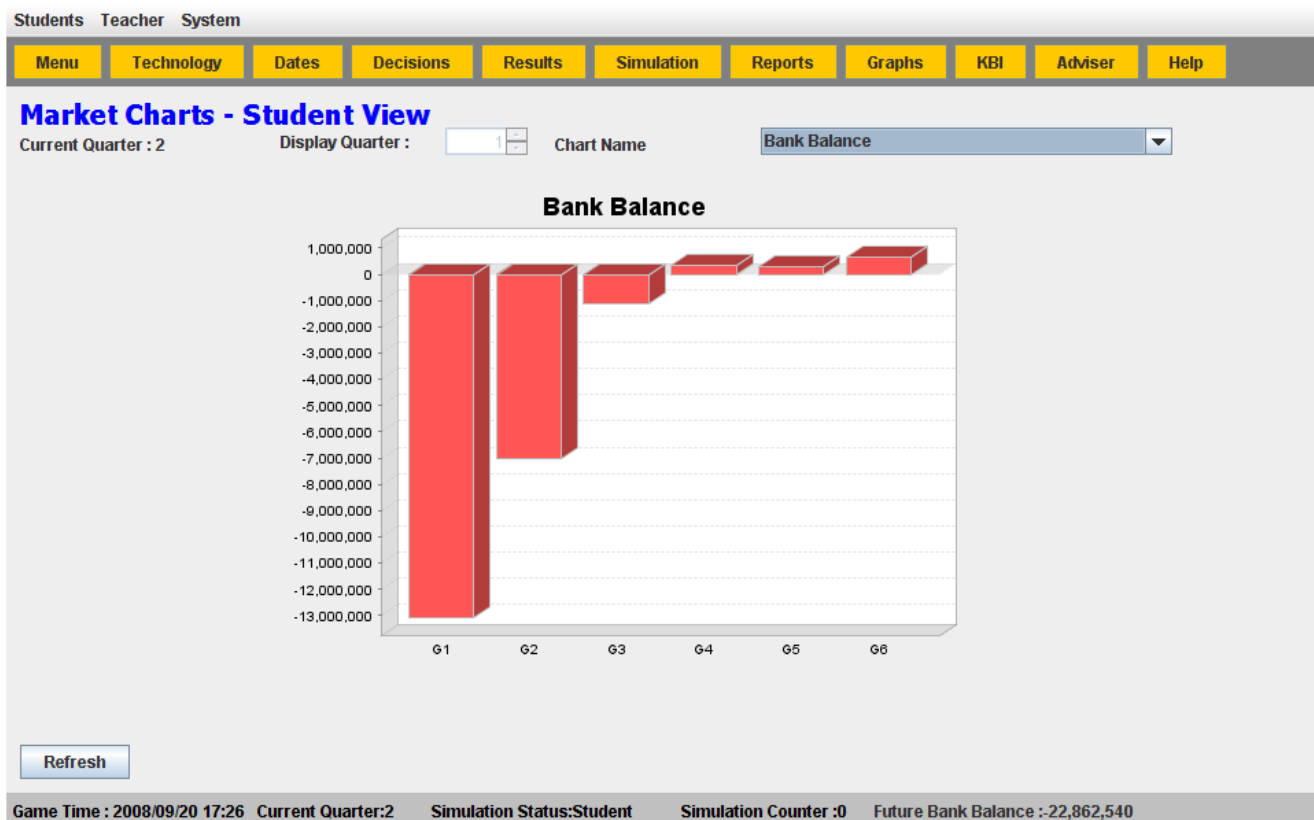 Students Teacher System
Menu Technology Dates Decisions Results Simulation Reports Graphs KBI Adviser Help
Market Charts - Student View
Current Quarter : 2 Display Quarter : 1 Chart Name Bank Balance
Bank Balance
1,000,000
0
-1,000,000
-2,000,000
-3,000,000
-4,000,000
-5,000,000
-6,000,000
-7,000,000
-8,000,000
-9,000,000
-10,000,000
-11,000,000
-12,000,000
-13,000,000
G1 G2 G3 G4 G5 G6
Refresh
Game Time : 2008/09/20 17:26 Current Quarter:2 Simulation Status:Student Simulation Counter :0 Future Bank Balance :-22,862,540